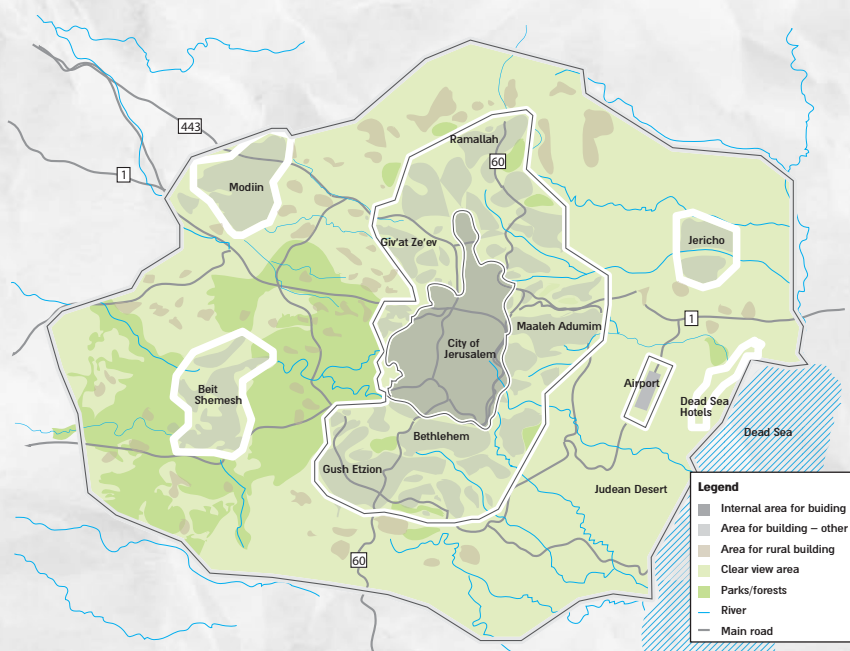 443
Ramallah
60
1
Modiin
Giv'at Ze'ev
Jericho
1
Maaleh Adumim
City of
Jerusalem
Airport
Beit
Shemesh
Dead Sea
Hotels
Dead Sea
Bethlehem
Gush Etzion
Judean Desert
60
Legend
Internal area for buiding
Area for building – other
Area for rural building
Clear view area
Parks/forests
River
Main road